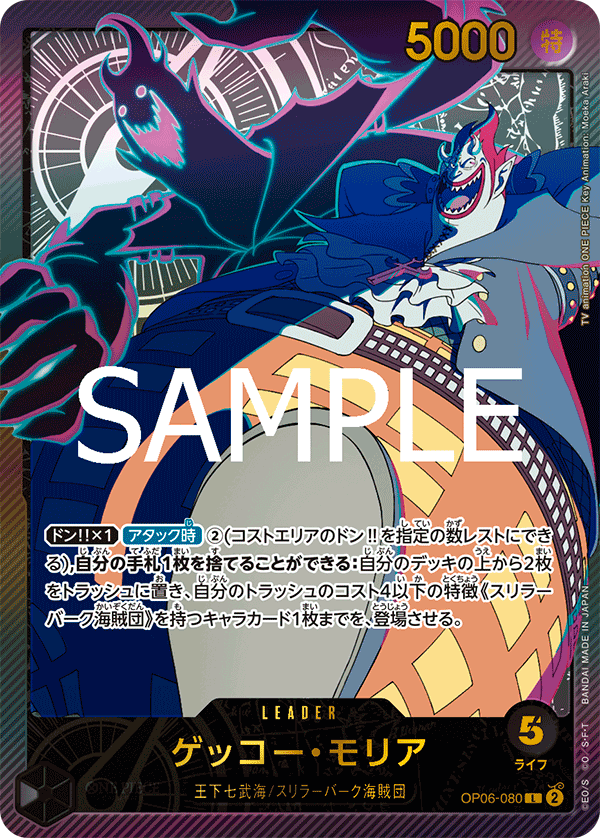 5000 特
TV animation ONE PIECE Key Animation: Moeka Araki
SAMPLE
ドン!!×1 アタック時 ②(コストエリアのドン!!を指定の数レストにでき
る),自分の手札1枚を捨てることができる:自分のデッキの上から2枚
をトラッシュに置き、自分のトラッシュのコスト4以下の特徴《スリラー
バーク海賊団》を持つキャラカード1枚までを、登場させる。
©E/O/S ©O, S・F・T BANDAI MADE IN JAPAN
LEADER
ゲッコー・モリア
5
ライフ
王下七武海/スリラーバーク海賊団
ONE PIECE
OP06-080 L 2